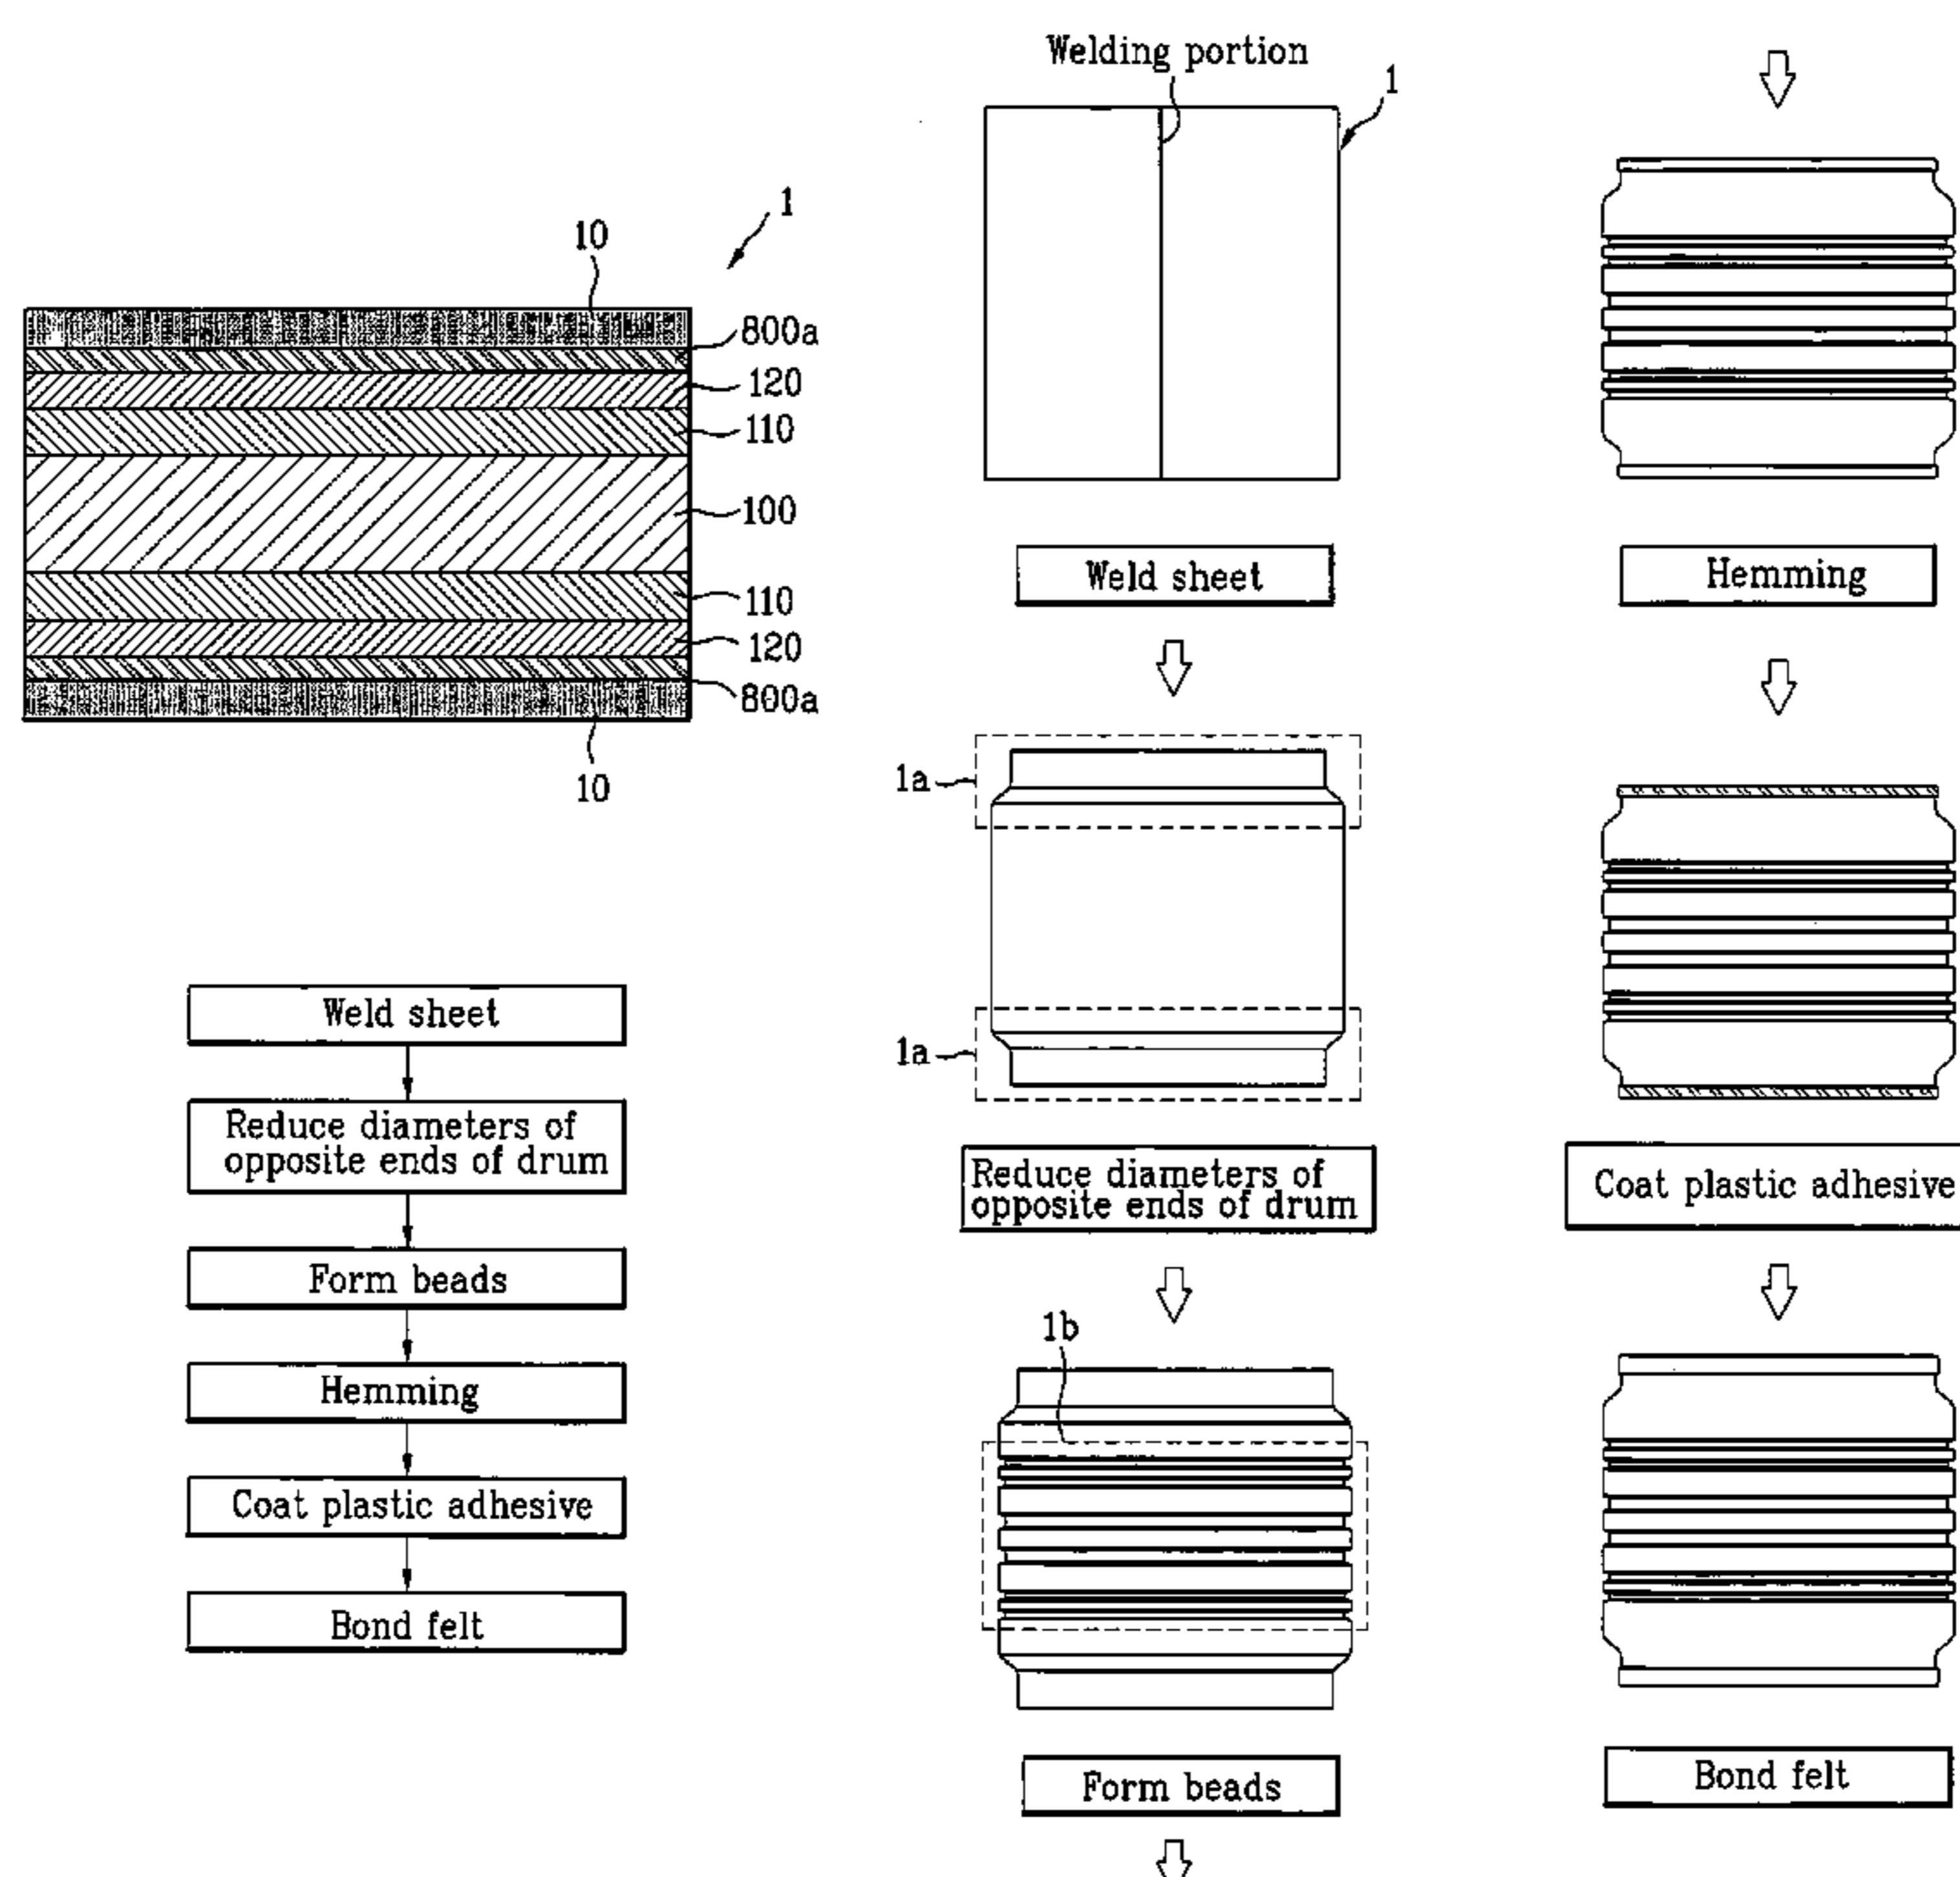 1
10
800a
120
110
100
110
120
800a
10
Weld sheet
Reduce diameters of
opposite ends of drum
Form beads
Hemming
Coat plastic adhesive
Bond felt
Welding portion
1
Weld sheet
1a
1a
Reduce diameters of
opposite ends of drum
1b
Form beads
Hemming
Coat plastic adhesive
Bond felt